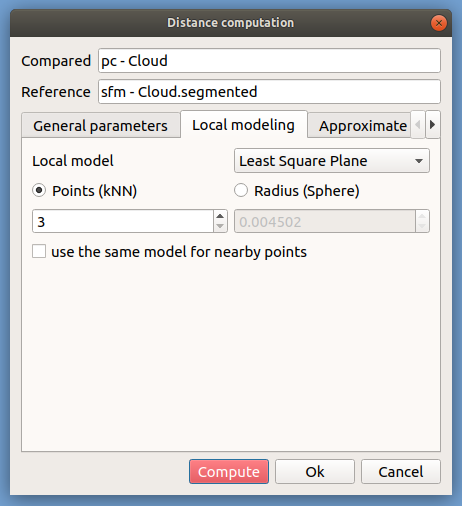 Distance computation
Compared pc - Cloud
Reference sfm - Cloud.segmented
General parameters Local modeling Approximate
Local model Least Square Plane
Points (kNN) Radius (Sphere)
3 0.004502
use the same model for nearby points
Compute Ok Cancel